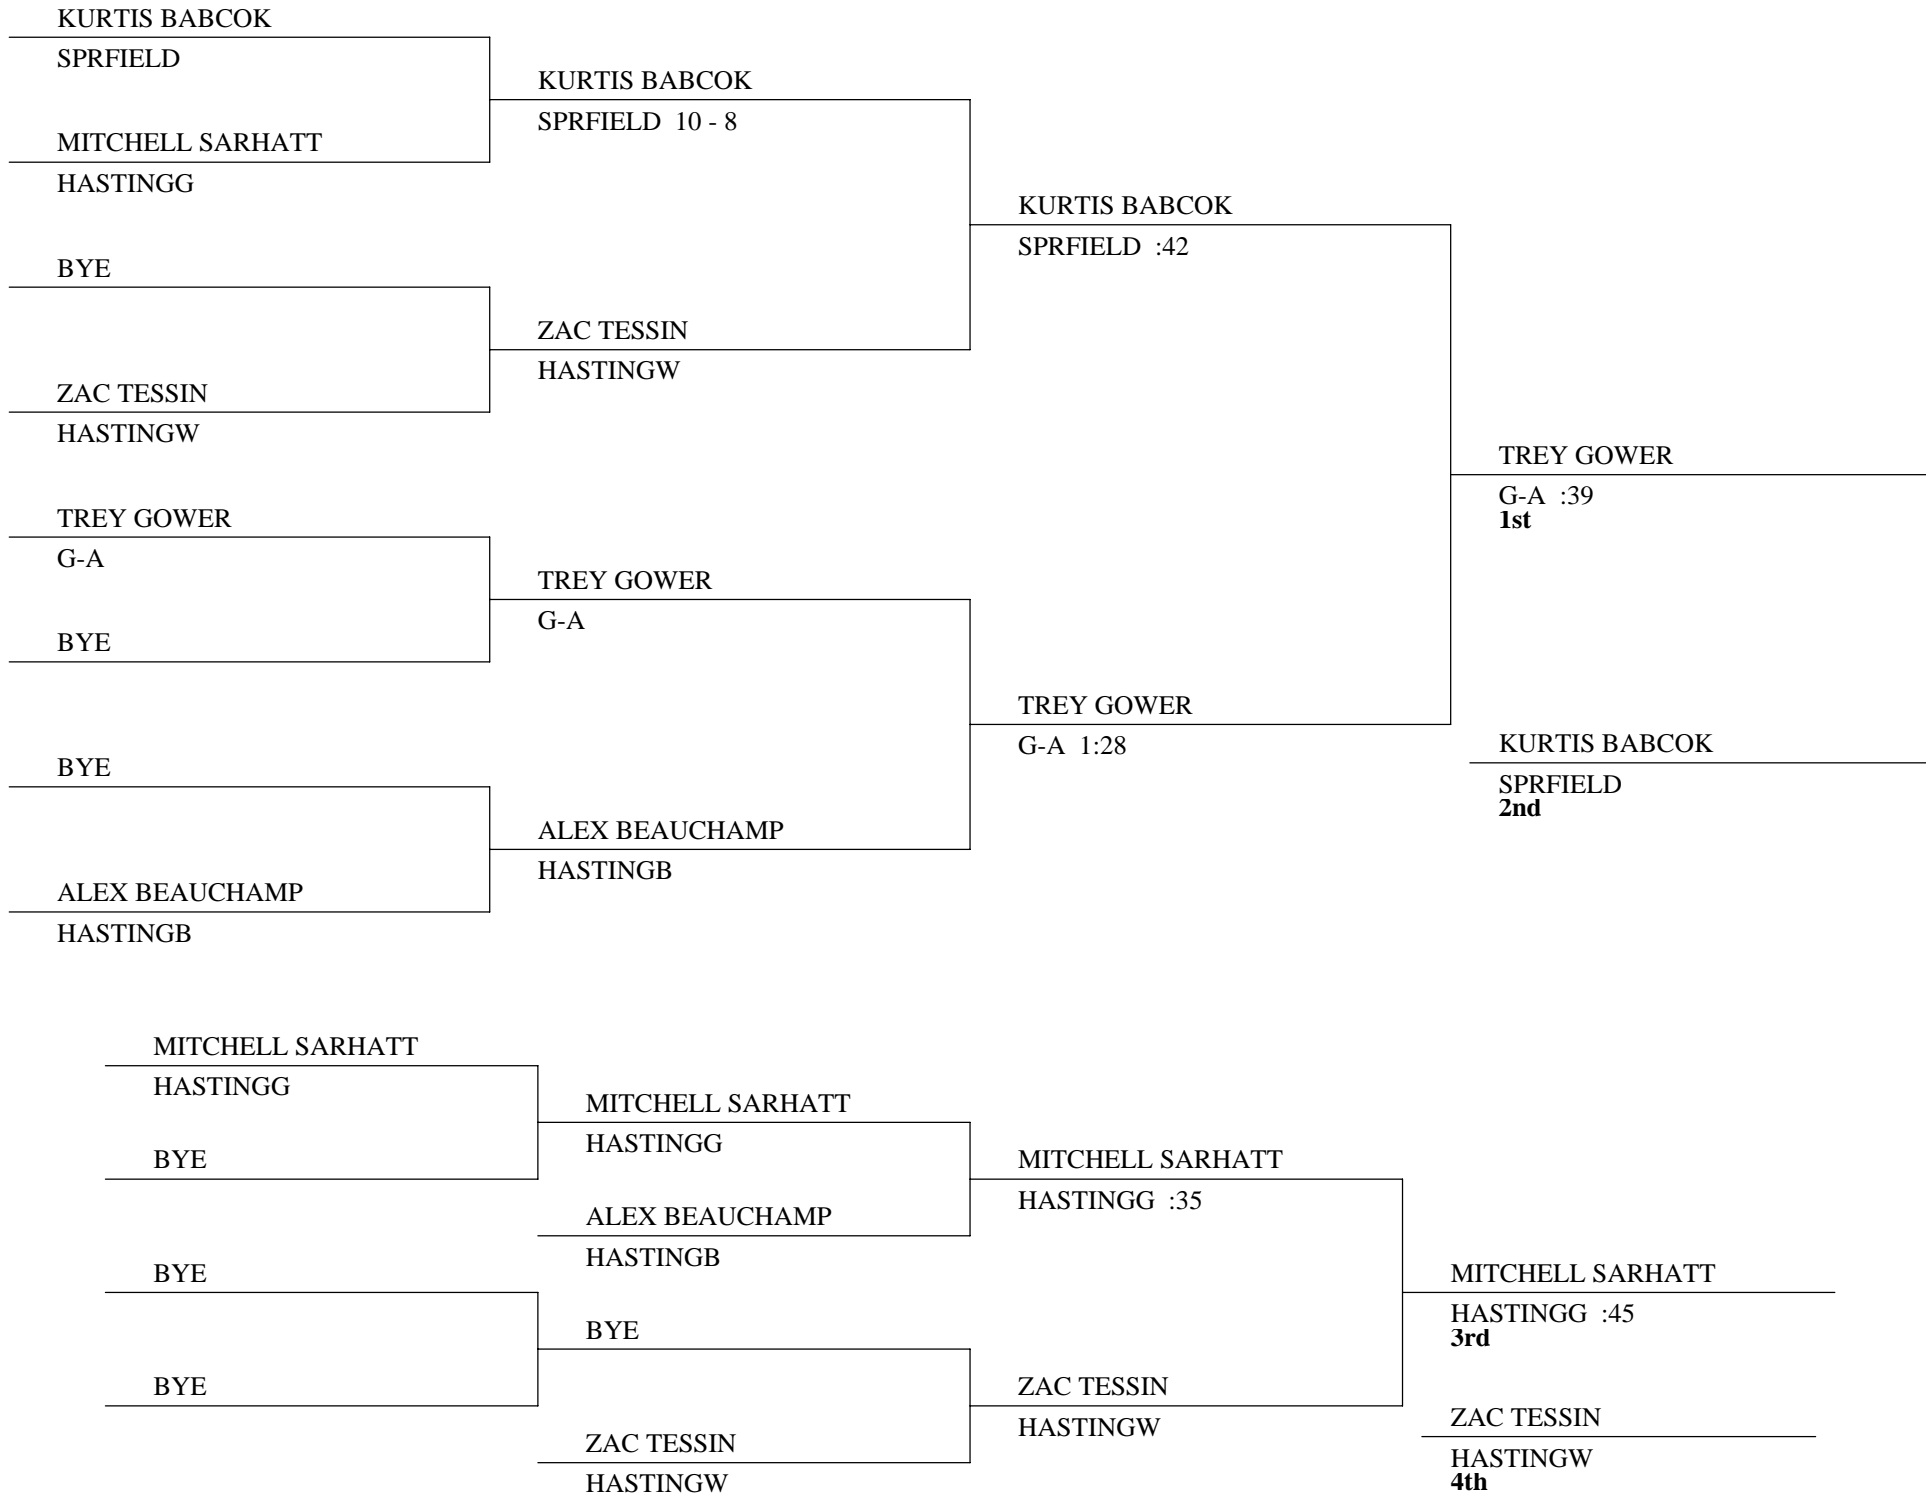 KURTIS BABCOK
SPRFIELD
MITCHELL SARHATT
HASTINGG
BYE
ZAC TESSIN
HASTINGW
TREY GOWER
G-A
BYE
BYE
ALEX BEAUCHAMP
HASTINGB
KURTIS BABCOK
SPRFIELD 10 - 8
ZAC TESSIN
HASTINGW
TREY GOWER
G-A
ALEX BEAUCHAMP
HASTINGB
KURTIS BABCOK
SPRFIELD :42
TREY GOWER
G-A 1:28
TREY GOWER
G-A :39
1st
KURTIS BABCOK
SPRFIELD
2nd
MITCHELL SARHATT
HASTINGG
BYE
BYE
BYE
MITCHELL SARHATT
HASTINGG
ALEX BEAUCHAMP
HASTINGB
BYE
ZAC TESSIN
HASTINGW
MITCHELL SARHATT
HASTINGG :35
ZAC TESSIN
HASTINGW
MITCHELL SARHATT
HASTINGG :45
3rd
ZAC TESSIN
HASTINGW
4th